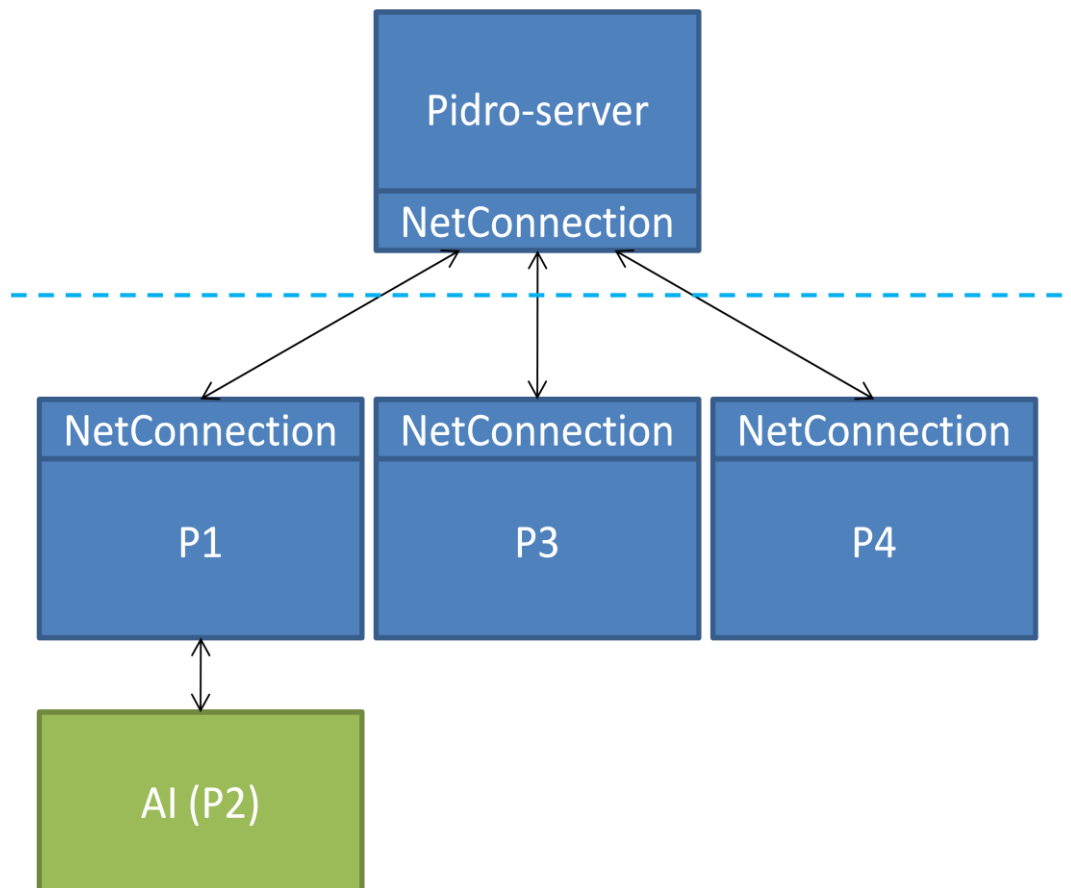 Pidro-server
NetConnection
NetConnection
NetConnection
NetConnection
P1
P3
P4
AI (P2)